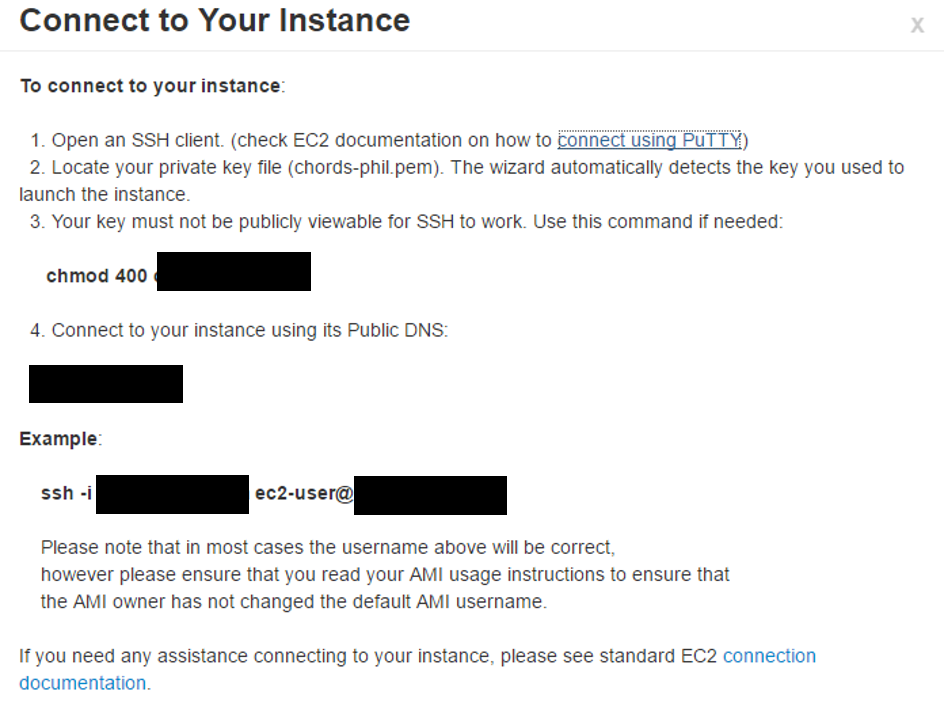 Connect to Your Instance
x
To connect to your instance:
1. Open an SSH client. (check EC2 documentation on how to connect using PuTTY)
2. Locate your private key file (chords-phil.pem). The wizard automatically detects the key you used to
launch the instance.
3. Your key must not be publicly viewable for SSH to work. Use this command if needed:
chmod 400
4. Connect to your instance using its Public DNS:
Example:
ssh -i ec2-user@
Please note that in most cases the username above will be correct,
however please ensure that you read your AMI usage instructions to ensure that
the AMI owner has not changed the default AMI username.
If you need any assistance connecting to your instance, please see standard EC2 connection
documentation.